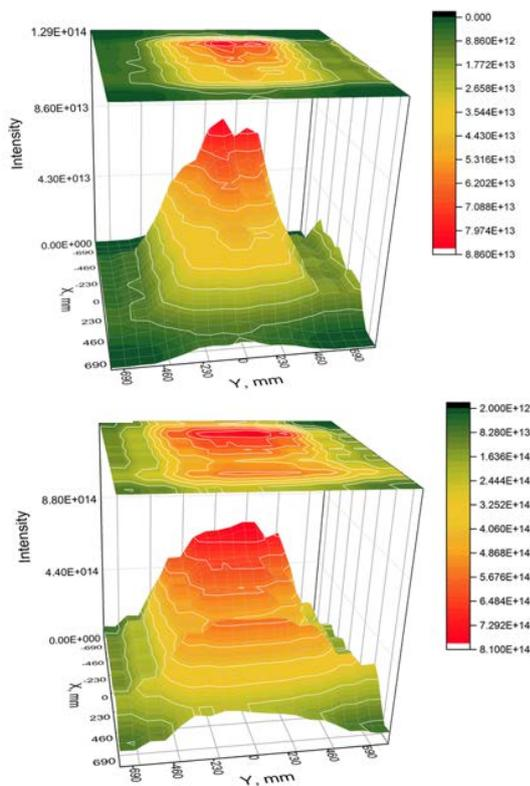 1.29E+014
8.60E+013
4.30E+013
0.00E+000
Intensity
-690
-460
-230
0
230
460
690
X, mm
-690
-460
-230
0
230
460
690
Y, mm
0.000
8.860E+12
1.772E+13
2.658E+13
3.544E+13
4.430E+13
5.316E+13
6.202E+13
7.088E+13
7.974E+13
8.860E+13
8.80E+014
4.40E+014
0.00E+000
Intensity
-690
-460
-230
0
230
460
690
X, mm
-690
-460
-230
0
230
460
690
Y, mm
2.000E+12
8.280E+13
1.636E+14
2.444E+14
3.252E+14
4.060E+14
4.868E+14
5.676E+14
6.484E+14
7.292E+14
8.100E+14